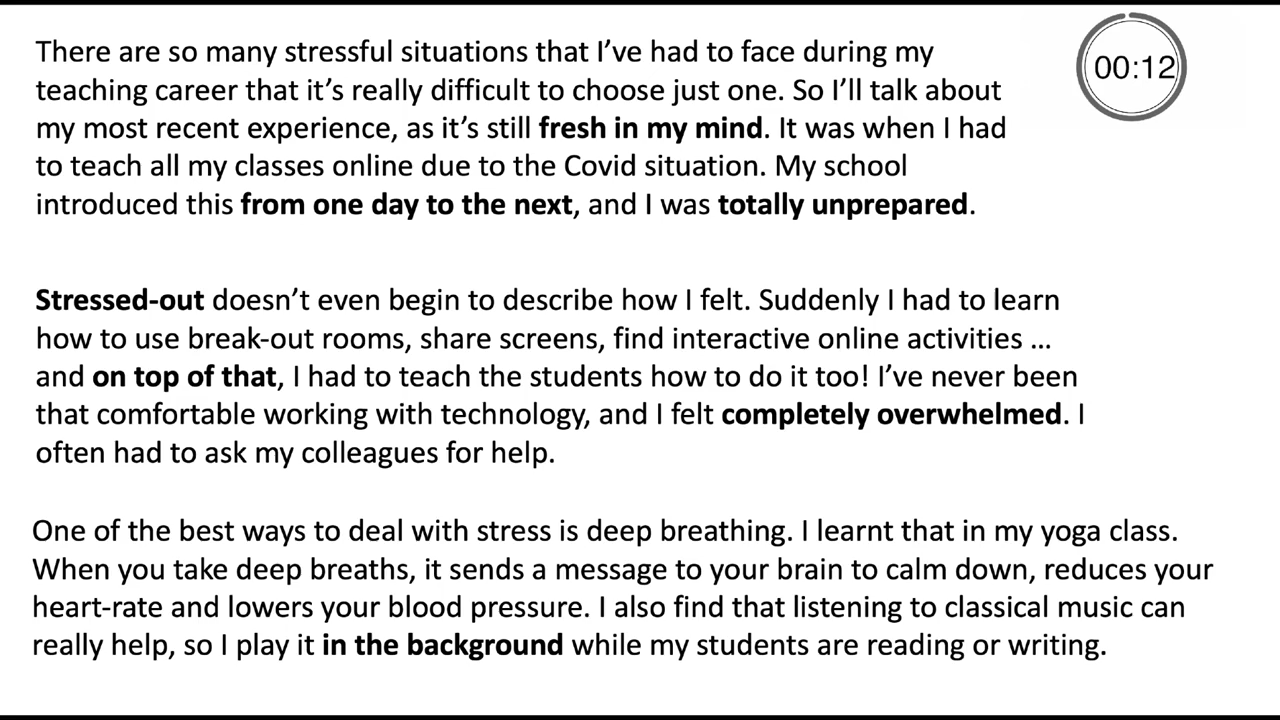 There are so many stressful situations that I’ve had to face during my
teaching career that it’s really difficult to choose just one. So I’ll talk about
my most recent experience, as it’s still fresh in my mind. It was when I had
to teach all my classes online due to the Covid situation. My school
introduced this from one day to the next, and I was totally unprepared.
00:12
Stressed-out doesn’t even begin to describe how I felt. Suddenly I had to learn
how to use break-out rooms, share screens, find interactive online activities …
and on top of that, I had to teach the students how to do it too! I’ve never been
that comfortable working with technology, and I felt completely overwhelmed. I
often had to ask my colleagues for help.
One of the best ways to deal with stress is deep breathing. I learnt that in my yoga class.
When you take deep breaths, it sends a message to your brain to calm down, reduces your
heart-rate and lowers your blood pressure. I also find that listening to classical music can
really help, so I play it in the background while my students are reading or writing.